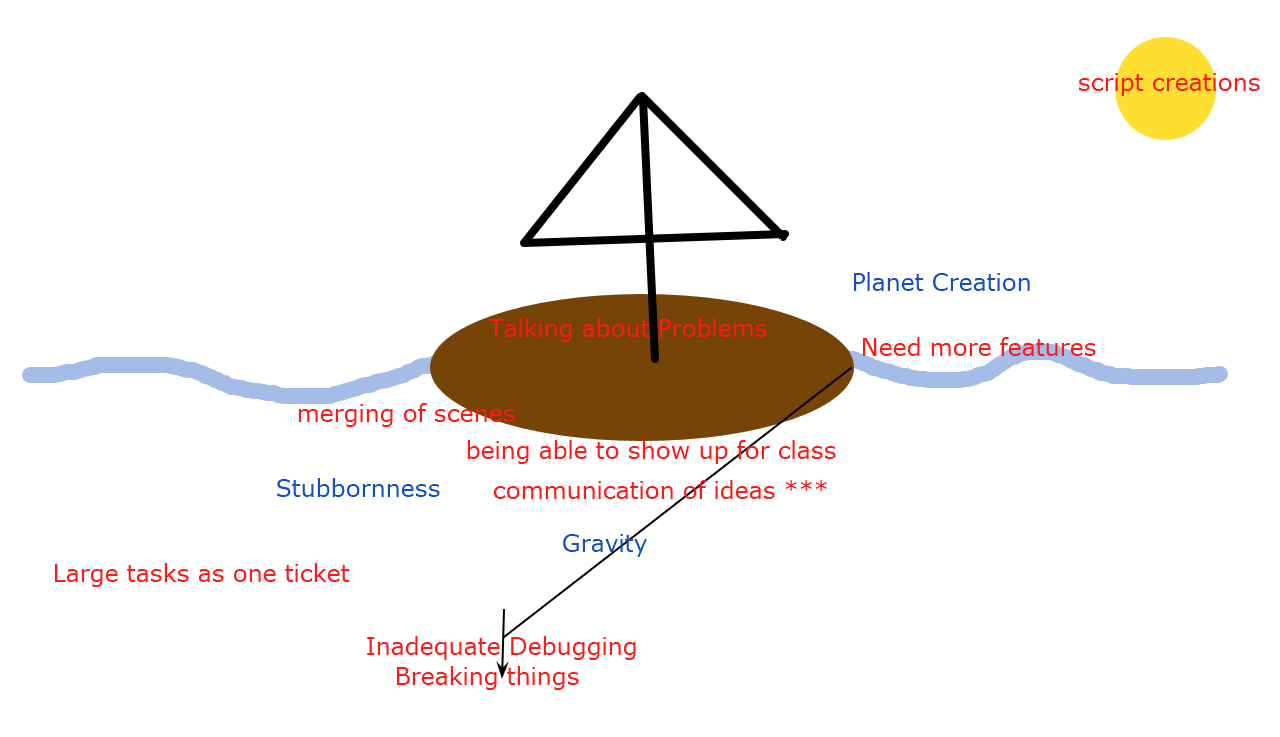 script creations
Planet Creation
Talking about Problems
Need more features
merging of scenes
being able to show up for class
Stubbornness
communication of ideas ***
Gravity
Large tasks as one ticket
Inadequate Debugging
Breaking things